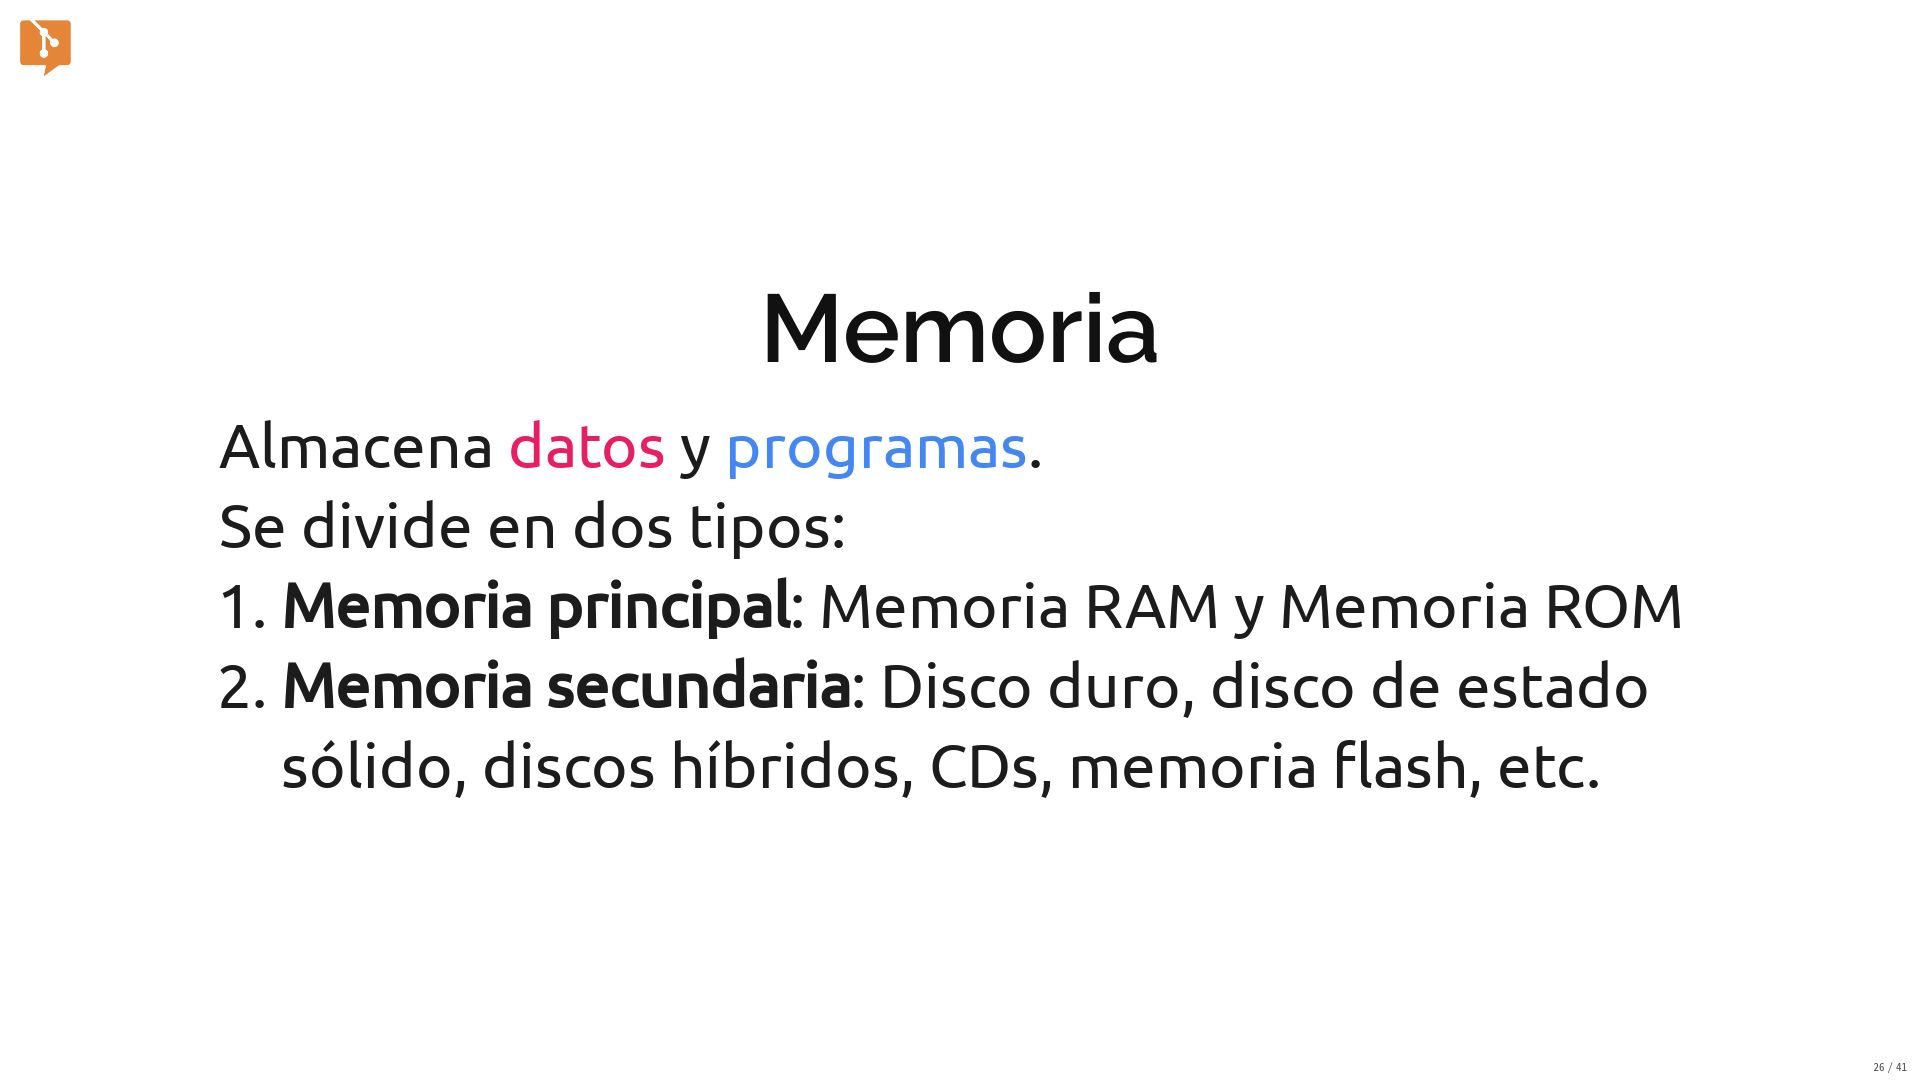 Memoria
Almacena datos y programas.
Se divide en dos tipos:
1. Memoria principal: Memoria RAM y Memoria ROM
2. Memoria secundaria: Disco duro, disco de estado
sólido, discos híbridos, CDs, memoria flash, etc.
26 / 41